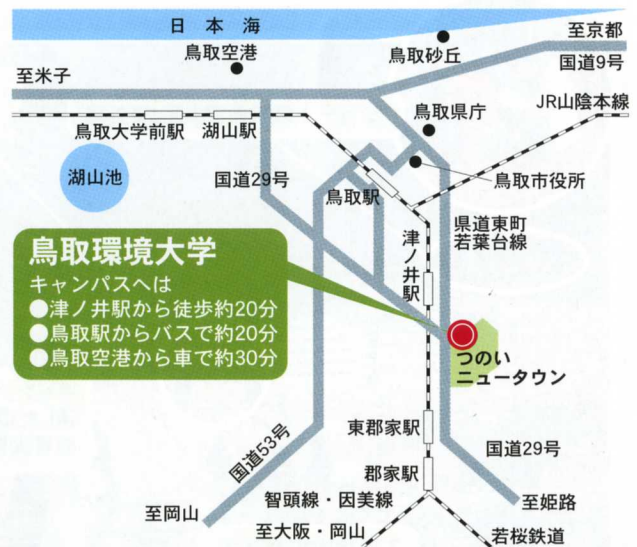 日本海
鳥取空港
鳥取砂丘
至京都
国道9号
至米子
JR山陰本線
鳥取県庁
鳥取大学前駅
湖山駅
湖山池
国道29号
鳥取駅
鳥取市役所
県道東町
若葉台線
津ノ井駅
鳥取環境大学
キャンパスへは
●津ノ井駅から徒歩約20分
●鳥取駅からバスで約20分
●鳥取空港から車で約30分
つのい
ニュータウン
東郡家駅
国道53号
国道29号
郡家駅
智頭線・因美線
至岡山
至姫路
至大阪・岡山
若桜鉄道